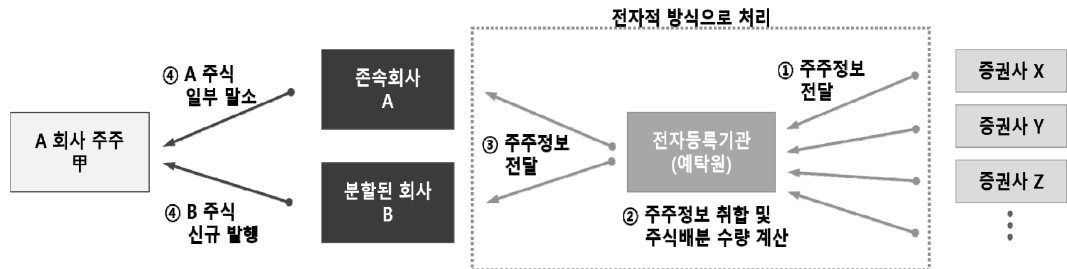 전자적 방식으로 처리
④ A 주식
일부 말소
존속회사
A
① 주주정보
전달
증권사 X
A 회사 주주
甲
③ 주주정보
전달
전자등록기관
(예탁원)
증권사 Y
④ B 주식
신규 발행
분할된 회사
B
② 주주정보 취합 및
주식배분 수량 계산
증권사 Z